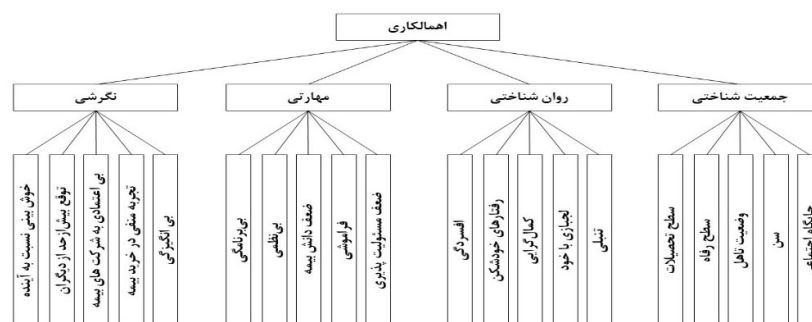 اهمالکاری
جمعیت شناختی
روان شناختی
مهارتی
نگرشی
سن
وضعیت تاهل
سطح رفاه
سطح تحصیلات
تنبلی
لجبازی با خود
کمال‌گرایی
رفتارهای خودشکن
افسردگی
ضعف مسئولیت پذیری
فراموشی
ضعف دانش بیمه
بی‌نظمی
بی‌برنامگی
بی انگیزگی
تجربه منفی در خرید بیمه
بی اعتمادی به شرکت های بیمه
توقع بیش‌ازحد از دیگران
خوش بینی نسبت به آینده